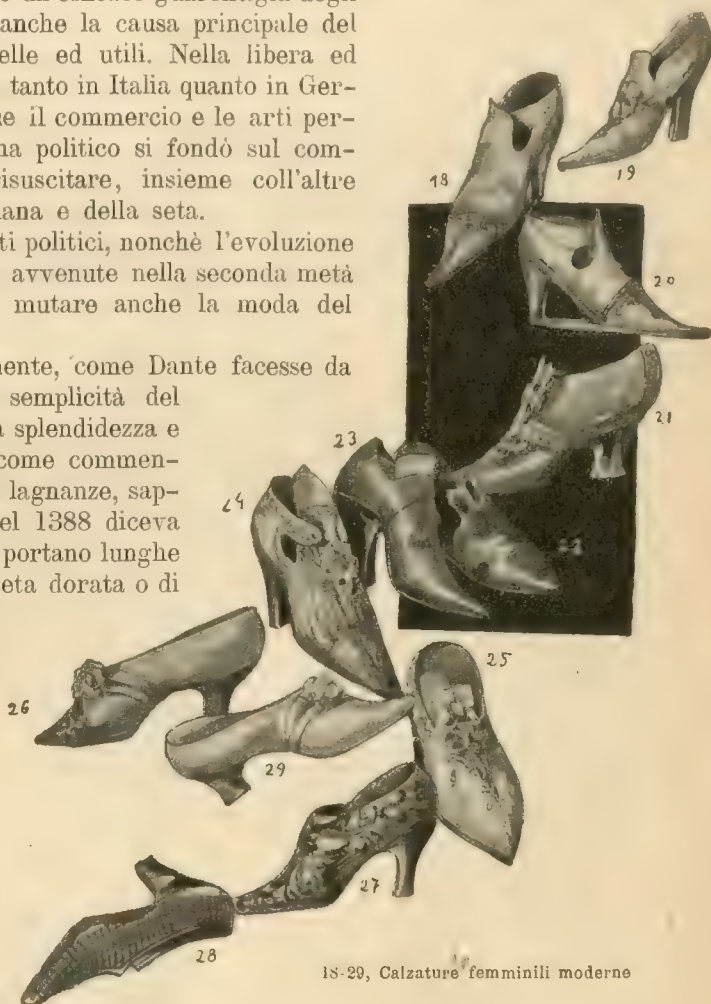 anche la causa principale del
elle ed utili. Nella libera ed
tanto in Italia quanto in Ger-
e il commercio e le arti per-
na politico si fondò sul com-
risuscitare, insieme coll'altre
ana e della seta.
ti politici, nonchè l'evoluzione
avvenute nella seconda metà
mutare anche la moda del
nente, come Dante facesse da
semplicità del
a splendidezza e
come commen-
lagnanze, sap-
el 1388 diceva
portano lunghe
eta dorata o di
18
19
20
21
23
24
25
26
29
27
28
18-29, Calzature femminili moderne